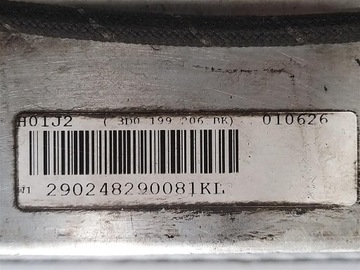 H01J2 ( 3D0 199 206 BK) 010626
290248290081KL